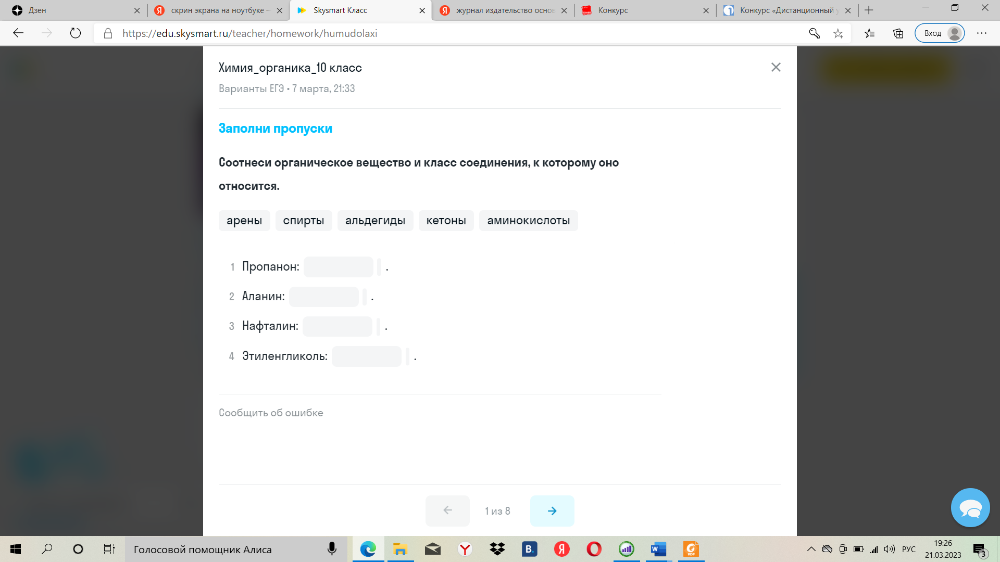 Дзен
скрин экрана на ноутбуке –
Skysmart Класс
журнал издательство основ
Конкурс
Конкурс «Дистанционный у
https://edu.skysmart.ru/teacher/homework/humudolaxi
Вход
Химия_органика_10 класс
Варианты ЕГЭ • 7 марта, 21:33
Заполни пропуски
Соотнеси органическое вещество и класс соединения, к которому оно
относится.
арены спирты альдегиды кетоны аминокислоты
1 Пропанон: .
2 Аланин: .
3 Нафталин: .
4 Этиленгликоль: .
Сообщить об ошибке
1 из 8
Голосовой помощник Алиса
РУС
19:26
21.03.2023
3